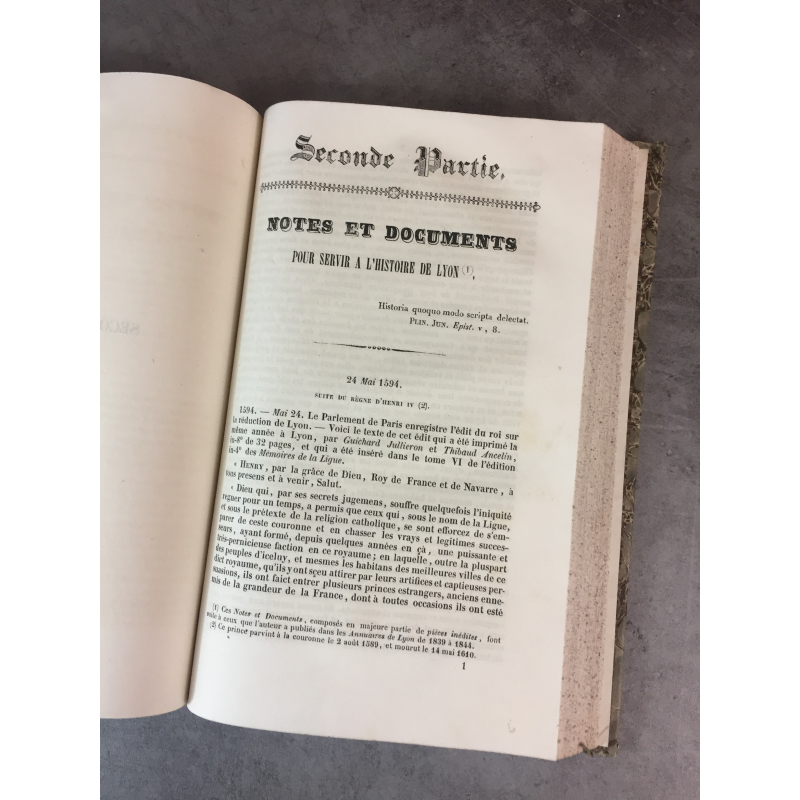 Seconde Partie.
NOTES ET DOCUMENTS
POUR SERVIR A L'HISTOIRE DE LYON (1).
Historia quoquo modo scripta delectat.
PLIN. JUN. Epist. v, 8.
24 Mai 1594.
SUITE DU RÈGNE D'HENRI IV (2).
1594. — Mai 24. Le Parlement de Paris enregistre l'édit du roi sur
la réduction de Lyon. — Voici le texte de cet édit qui a été imprimé la
même année à Lyon, par Guichard Jullieron et Thibaud Ancelin,
in-8° de 32 pages, et qui a été inséré dans le tome VI de l'édition
in-4° des Mémoires de la Ligue.
« HENRY, par la grâce de Dieu, Roy de France et de Navarre, à
tous presens et à venir, Salut.
« Dieu qui, par ses secrets jugemens, souffre quelquefois l'iniquité
regner pour un temps, a permis que ceux qui, sous le nom de la Ligue,
et sous le prétexte de la religion catholique, se sont efforcez de s'em-
parer de ceste couronne et en chasser les vrays et legitimes succes-
seurs, ayant formé, depuis quelques années en çà, une puissante et
très-pernicieuse faction en ce royaume; en laquelle, outre la pluspart
des peuples d'iceluy, et mesmes les habitans des meilleures villes de ce
dict royaume, qu'ils y ont sçeu attirer par leurs artifices et captieuses per-
suasions, ils ont faict entrer plusieurs princes estrangers, anciens enne-
mis de la grandeur de la France, dont à toutes occasions ils ont esté
(1) Ces Notes et Documents, composés en majeure partie de pièces inédites, font
suite à ceux que l'auteur a publiés dans les Annuaires de Lyon de 1839 à 1844.
(2) Ce prince parvint à la couronne le 2 août 1589, et mourut le 14 mai 1610.
1